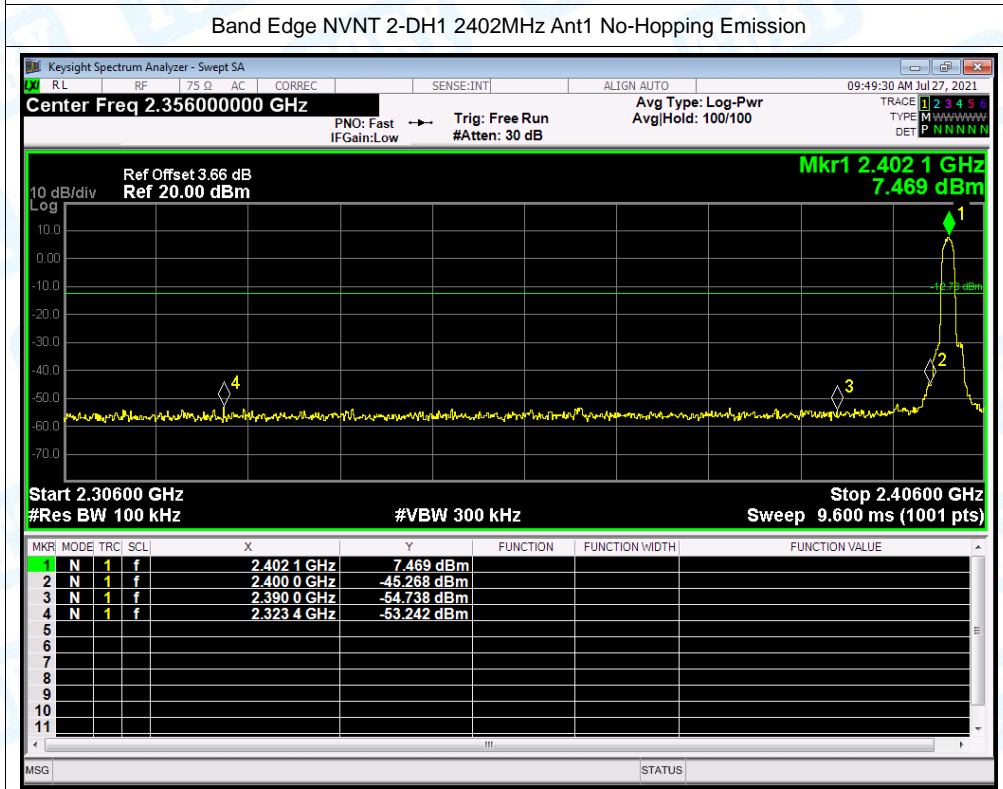 Band Edge NVNT 2-DH1 2402MHz Ant1 No-Hopping Emission
Keysight Spectrum Analyzer - Swept SA
LXI RL RF 75 Ω AC CORREC SENSE:INT ALIGN AUTO 09:49:30 AM Jul 27, 2021
Center Freq 2.356000000 GHz
PNO: Fast
IFGain:Low
Trig: Free Run
#Atten: 30 dB
Avg Type: Log-Pwr
Avg|Hold: 100/100
TRACE 1 2 3 4 5 6
TYPE M W W W W W
DET P N N N N N
Mkr1 2.402 1 GHz
7.469 dBm
Ref Offset 3.66 dB
10 dB/div Ref 20.00 dBm
Log
10.0
0.00
-10.0
-20.0
-30.0
-40.0
-50.0
-60.0
-70.0
1
-12.73 dBm
2
3
4
Start 2.30600 GHz Stop 2.40600 GHz
#Res BW 100 kHz #VBW 300 kHz Sweep 9.600 ms (1001 pts)
MKR MODE TRC SCL X Y FUNCTION FUNCTION WIDTH FUNCTION VALUE
1 N 1 f 2.402 1 GHz 7.469 dBm
2 N 1 f 2.400 0 GHz -45.268 dBm
3 N 1 f 2.390 0 GHz -54.738 dBm
4 N 1 f 2.323 4 GHz -53.242 dBm
5
6
7
8
9
10
11
MSG STATUS